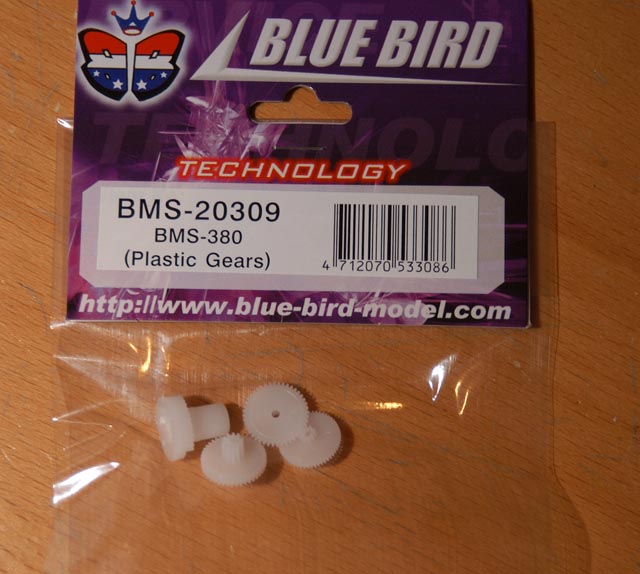 BLUE BIRD
TECHNOLOGY
BMS-20309
BMS-380
(Plastic Gears)
4 712070 533086
http://www.blue-bird-model.com